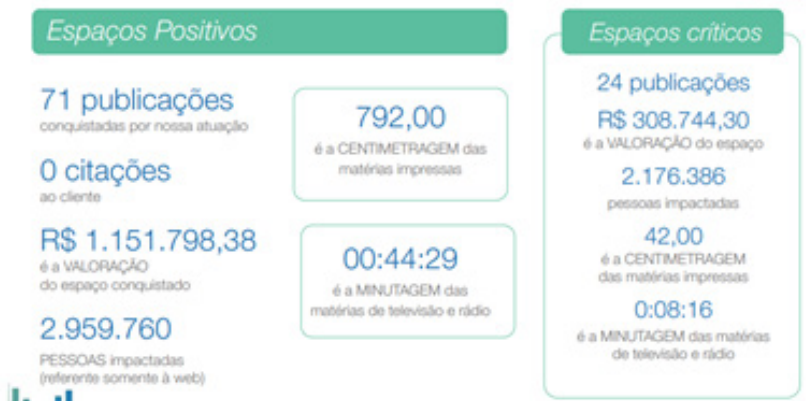 Espaços Positivos
71 publicações
conquistadas por nossa atuação
0 citações
ao cliente
R$ 1.151.798,38
é a VALORAÇÃO
do espaço conquistado
2.959.760
PESSOAS impactadas
(referente somente à web)
792,00
é a CENTIMETRAGEM das
matérias impressas
00:44:29
é a MINUTAGEM das
matérias de televisão e rádio
Espaços críticos
24 publicações
R$ 308.744,30
é a VALORAÇÃO do espaço
2.176.386
pessoas impactadas
42,00
é a CENTIMETRAGEM
das matérias impressas
0:08:16
é a MINUTAGEM das matérias
de televisão e rádio